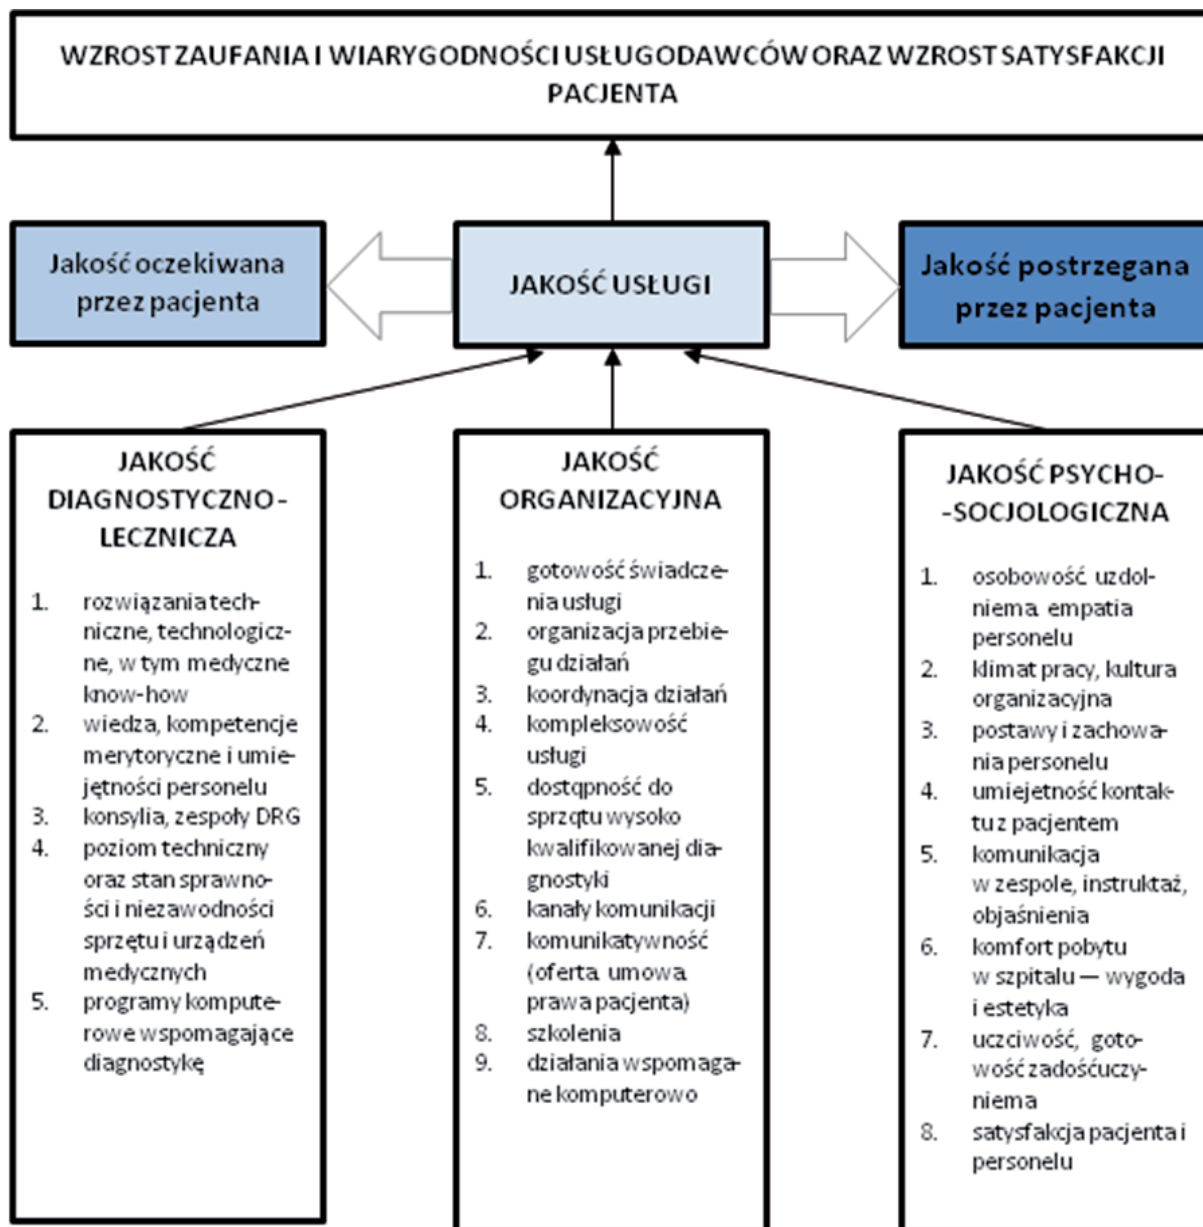 WZROST ZAUFANIA I WIARYGODNOŚCI USŁUGODAWCÓW ORAZ WZROST SATYSFAKCJI
PACJENTA
Jakość oczekiwana
przez pacjenta
JAKOŚĆ USŁUGI
Jakość postrzegana
przez pacjenta
JAKOŚĆ
DIAGNOSTYCZNO-
LECZNICZA
1. rozwiązania tech-
niczne, technologicz-
ne, w tym medyczne
know-how
2. wiedza, kompetencje
merytoryczne i umie-
jętności personelu
3. konsylia, zespoły DRG
4. poziom techniczny
oraz stan sprawno-
ści i niezawodności
sprzętu i urządzeń
medycznych
5. programy kompute-
rowe wspomagające
diagnostykę
JAKOŚĆ
ORGANIZACYJNA
1. gotowość świadcze-
nia usługi
2. organizacja przebie-
gu działań
3. koordynacja działań
4. kompleksowość
usługi
5. dostqpność do
sprzqtu wysoko
kwalifikowanej dia-
gnostyki
6. kanały komunikacji
7. komunikatywność
(oferta. umowa.
prawa pacjenta)
8. szkolenia
9. działania wspomaga-
ne komputerowo
JAKOŚĆ PSYCHO-
-SOCJOLOGICZNA
1. osobowość. uzdol-
niema. empatia
personelu
2. klimat pracy, kultura
organizacyjna
3. postawy i zachowa-
nia personelu
4. umiejetność kontak-
tu z pacjentem
5. komunikacja
w zespole, instruktaż,
objaśnienia
6. komfort pobytu
w szpitalu — wygoda
i estetyka
7. uczciwość, goto-
wość zadośćuczy-
niema
8. satysfakcja pacjenta i
personelu